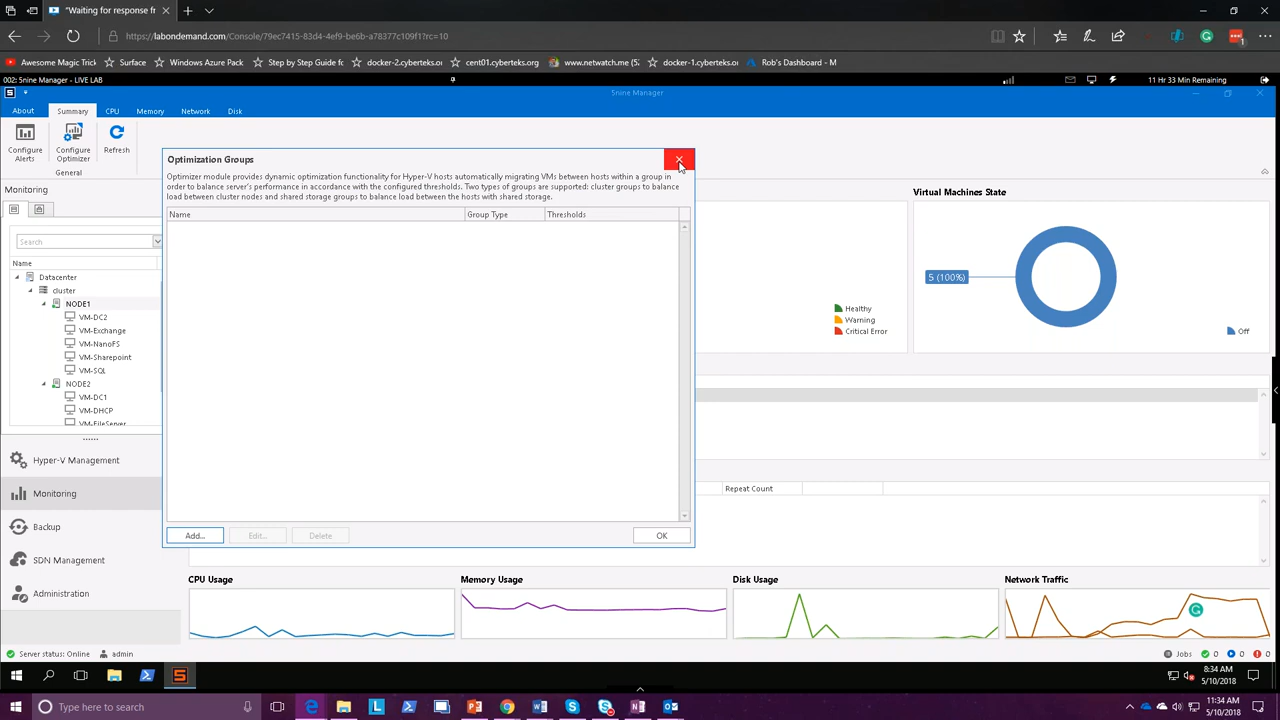 "Waiting for response fr
https://labondemand.com/Console/79ec7415-83d4-4ef9-be6b-a78377c109f1?rc=10
Awesome Magic Trick
Surface
Windows Azure Pack
Step by Step Guide fo
docker-2.cyberteks.or
cent01.cyberteks.org
www.netwatch.me (52
docker-1.cyberteks.or
Rob's Dashboard - M
002: 5nine Manager - LIVE LAB
11 Hr 33 Min Remaining
5nine Manager
About
Summary
CPU
Memory
Network
Disk
Configure Alerts
Configure Optimizer
Refresh
General
Monitoring
Search
Name
Datacenter
cluster
NODE1
VM-DC2
VM-Exchange
VM-NanoFS
VM-Sharepoint
VM-SQL
NODE2
VM-DC1
VM-DHCP
VM-FileServer
Hyper-V Management
Monitoring
Backup
SDN Management
Administration
Optimization Groups
Optimizer module provides dynamic optimization functionality for Hyper-V hosts automatically migrating VMs between hosts within a group in
order to balance server's performance in accordance with the configured thresholds. Two types of groups are supported: cluster groups to balance
load between cluster nodes and shared storage groups to balance load between the hosts with shared storage.
Name
Group Type
Thresholds
Add...
Edit...
Delete
OK
Healthy
Warning
Critical Error
Virtual Machines State
5 (100%)
Off
Repeat Count
CPU Usage
Memory Usage
Disk Usage
Network Traffic
Server status: Online
admin
Jobs
0
0
0
8:34 AM
5/10/2018
Type here to search
11:34 AM
5/10/2018